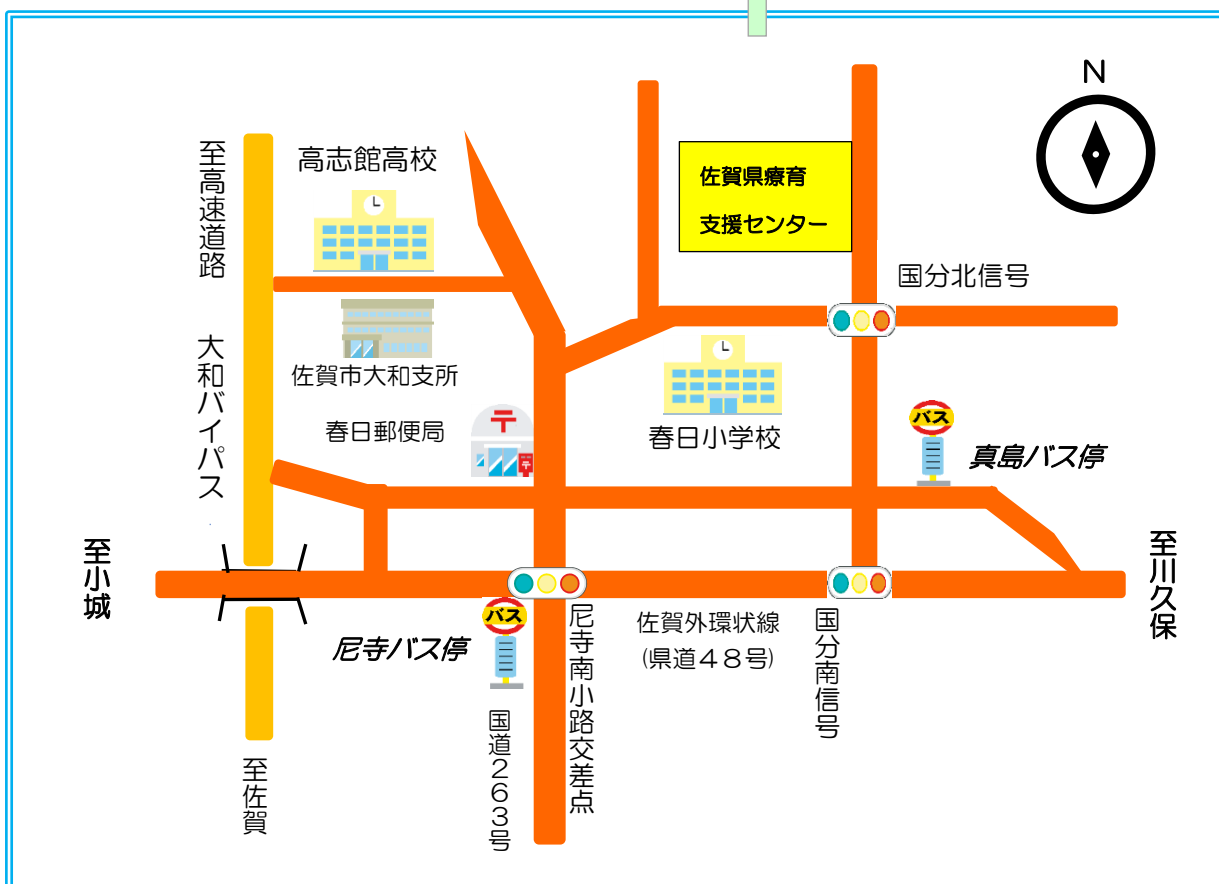 N
高志館高校
至高速道路
佐賀県療育
支援センター
国分北信号
大和バイパス
佐賀市大和支所
春日郵便局
〒
〒
春日小学校
バス
真島バス停
至小城
至川久保
バス
尼寺バス停
尼寺南小路交差点
佐賀外環状線
(県道４８号)
国分南信号
国道２６３号
至佐賀